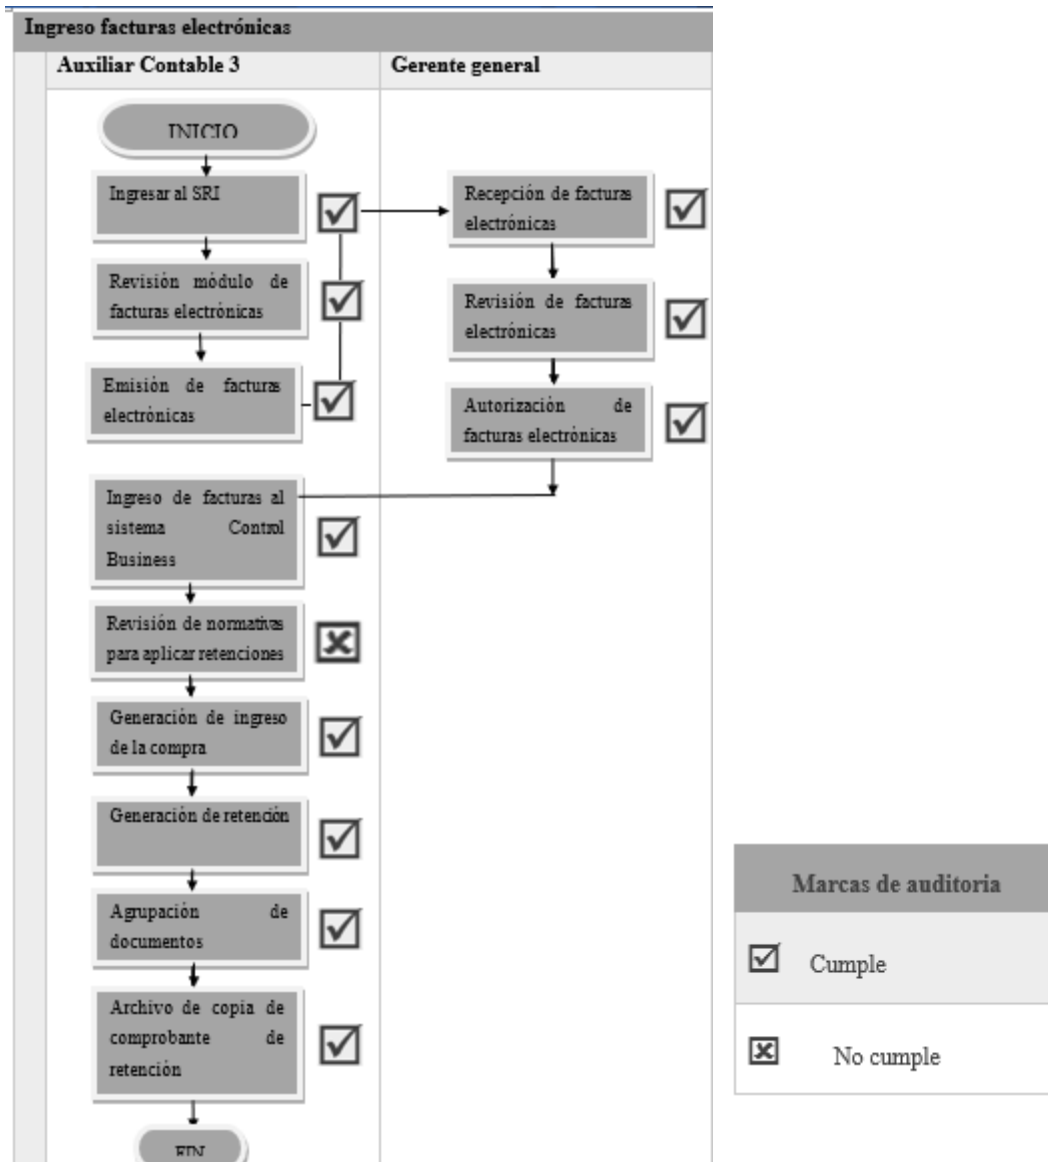 Ingreso facturas electrónicas
Auxiliar Contable 3
Gerente general
INICIO
Ingresar al SRI
Revisión módulo de
facturas electrónicas
Emisión de facturas
electrónicas
Recepción de facturas
electrónicas
Revisión de facturas
electrónicas
Autorización de
facturas electrónicas
Ingreso de facturas al
sistema Control
Business
Revisión de normativas
para aplicar retenciones
Generación de ingreso
de la compra
Generación de retención
Agrupación de
documentos
Archivo de copia de
comprobante de
retención
FIN
Marcas de auditoria
Cumple
No cumple